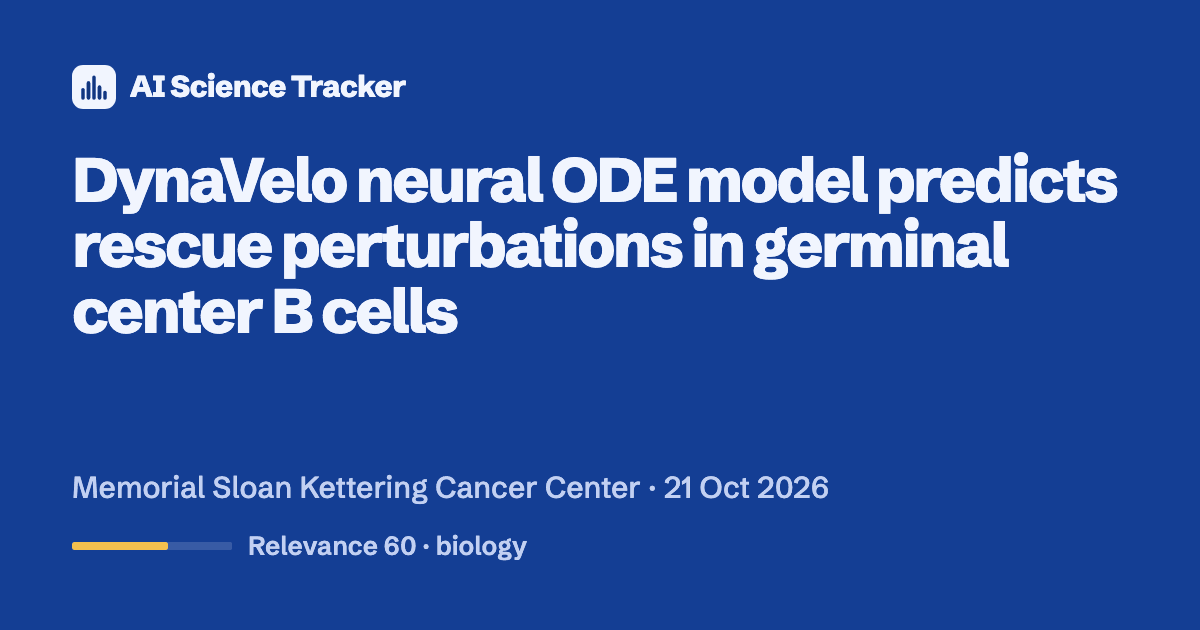 AI Science Tracker
DynaVelo neural ODE model predicts
rescue perturbations in germinal
center B cells
Memorial Sloan Kettering Cancer Center · 21 Oct 2026
Relevance 60 · biology